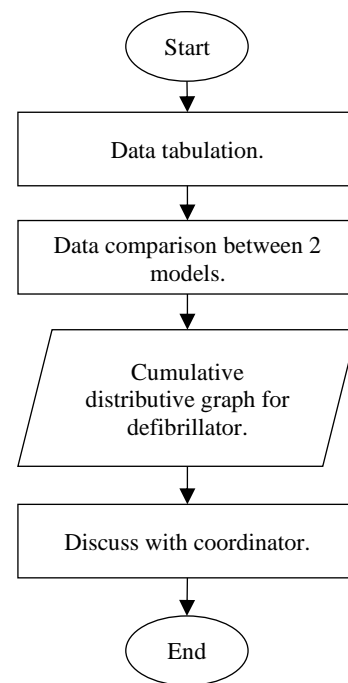 Start
Data tabulation.
Data comparison between 2
models.
Cumulative
distributive graph for
defibrillator.
Discuss with coordinator.
End